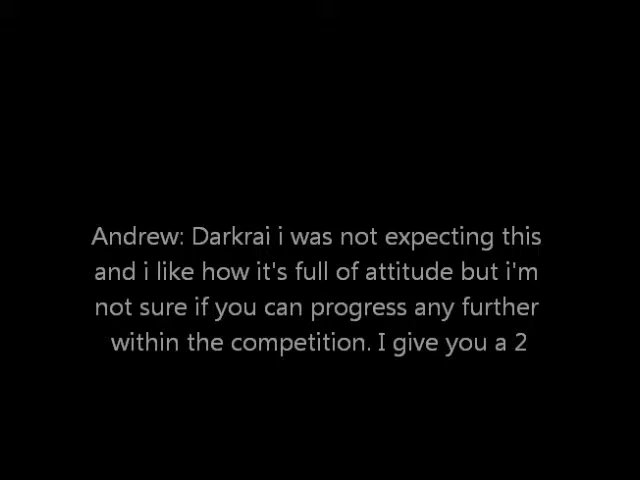 Andrew: Darkrai i was not expecting this
and i like how it's full of attitude but i'm
not sure if you can progress any further
within the competition. I give you a 2